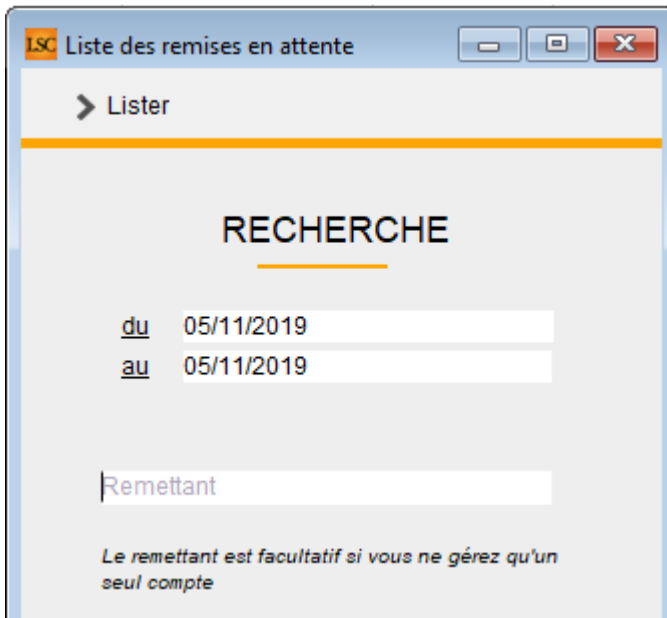 LSC Liste des remises en attente
Lister
RECHERCHE
du 05/11/2019
au 05/11/2019
Remettant
Le remettant est facultatif si vous ne gérez qu'un
seul compte